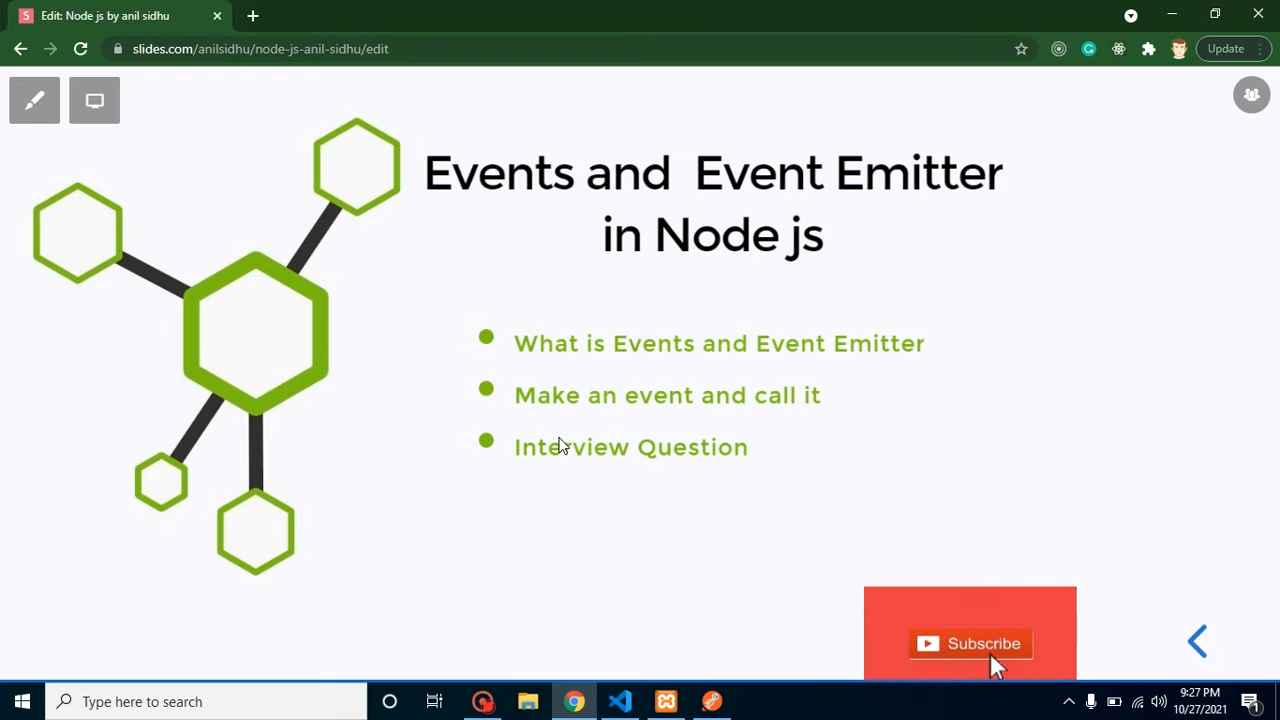 S Edit: Node js by anil sidhu
slides.com/anilsidhu/node-js-anil-sidhu/edit
Update
Events and Event Emitter
in Node js
What is Events and Event Emitter
Make an event and call it
Interview Question
Subscribe
Type here to search
9:27 PM
10/27/2021
1